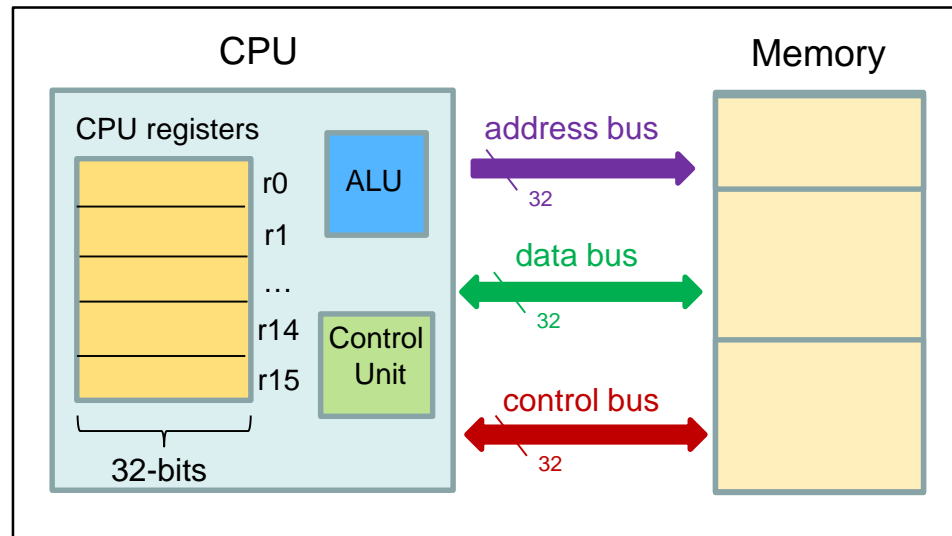 CPU
Memory
CPU registers
r0
r1
...
r14
r15
32-bits
ALU
Control
Unit
address bus
32
data bus
32
control bus
32